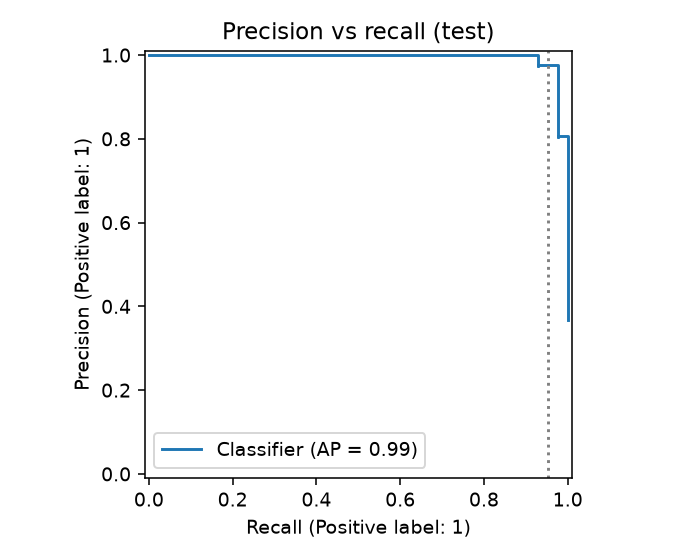 Precision vs recall (test)
Precision (Positive label: 1)
1.0
0.8
0.6
0.4
0.2
0.0
Classifier (AP = 0.99)
0.0 0.2 0.4 0.6 0.8 1.0
Recall (Positive label: 1)